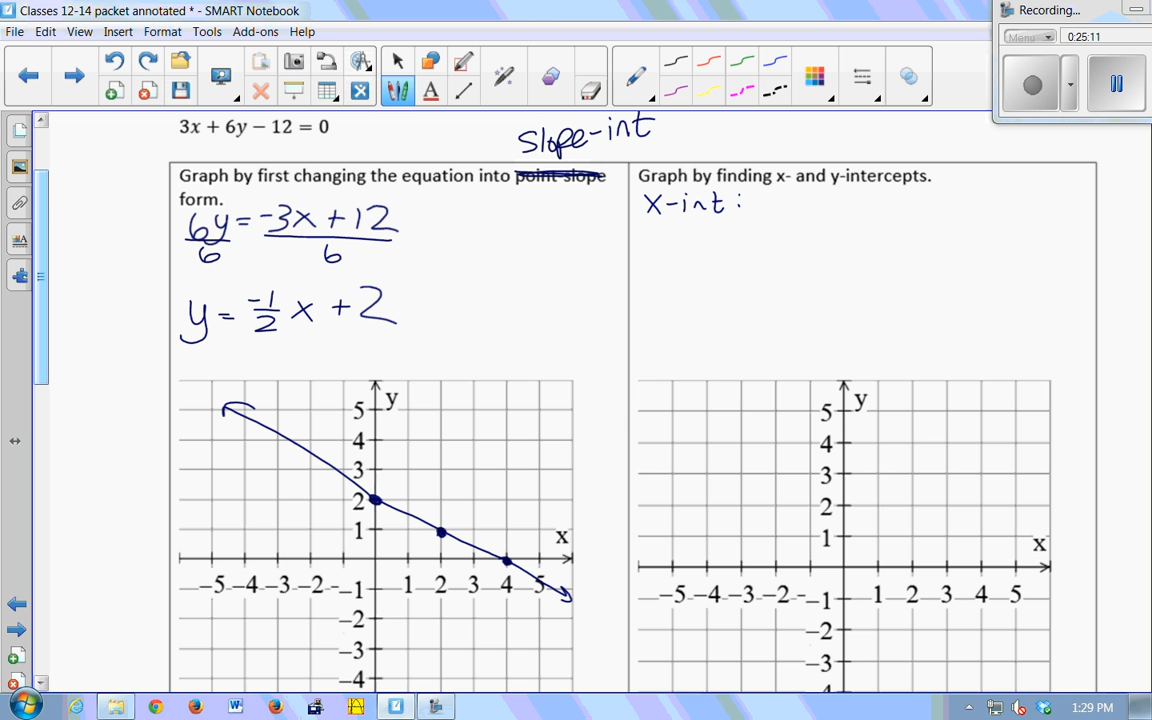 Classes 12-14 packet annotated * - SMART Notebook
Recording...
File Edit View Insert Format Tools Add-ons Help
Menu 0:25:11
3x + 6y − 12 = 0
slope-int
Graph by first changing the equation into point-slope
form.
6y = -3x + 12
6 6
y = -1/2 x + 2
y
5
4
3
2
1
x
-5 -4 -3 -2 -1 1 2 3 4 5
-2
-3
-4
Graph by finding x- and y-intercepts.
x-int :
y
5
4
3
2
1
x
-5 -4 -3 -2 -1 1 2 3 4 5
-2
-3
1:29 PM